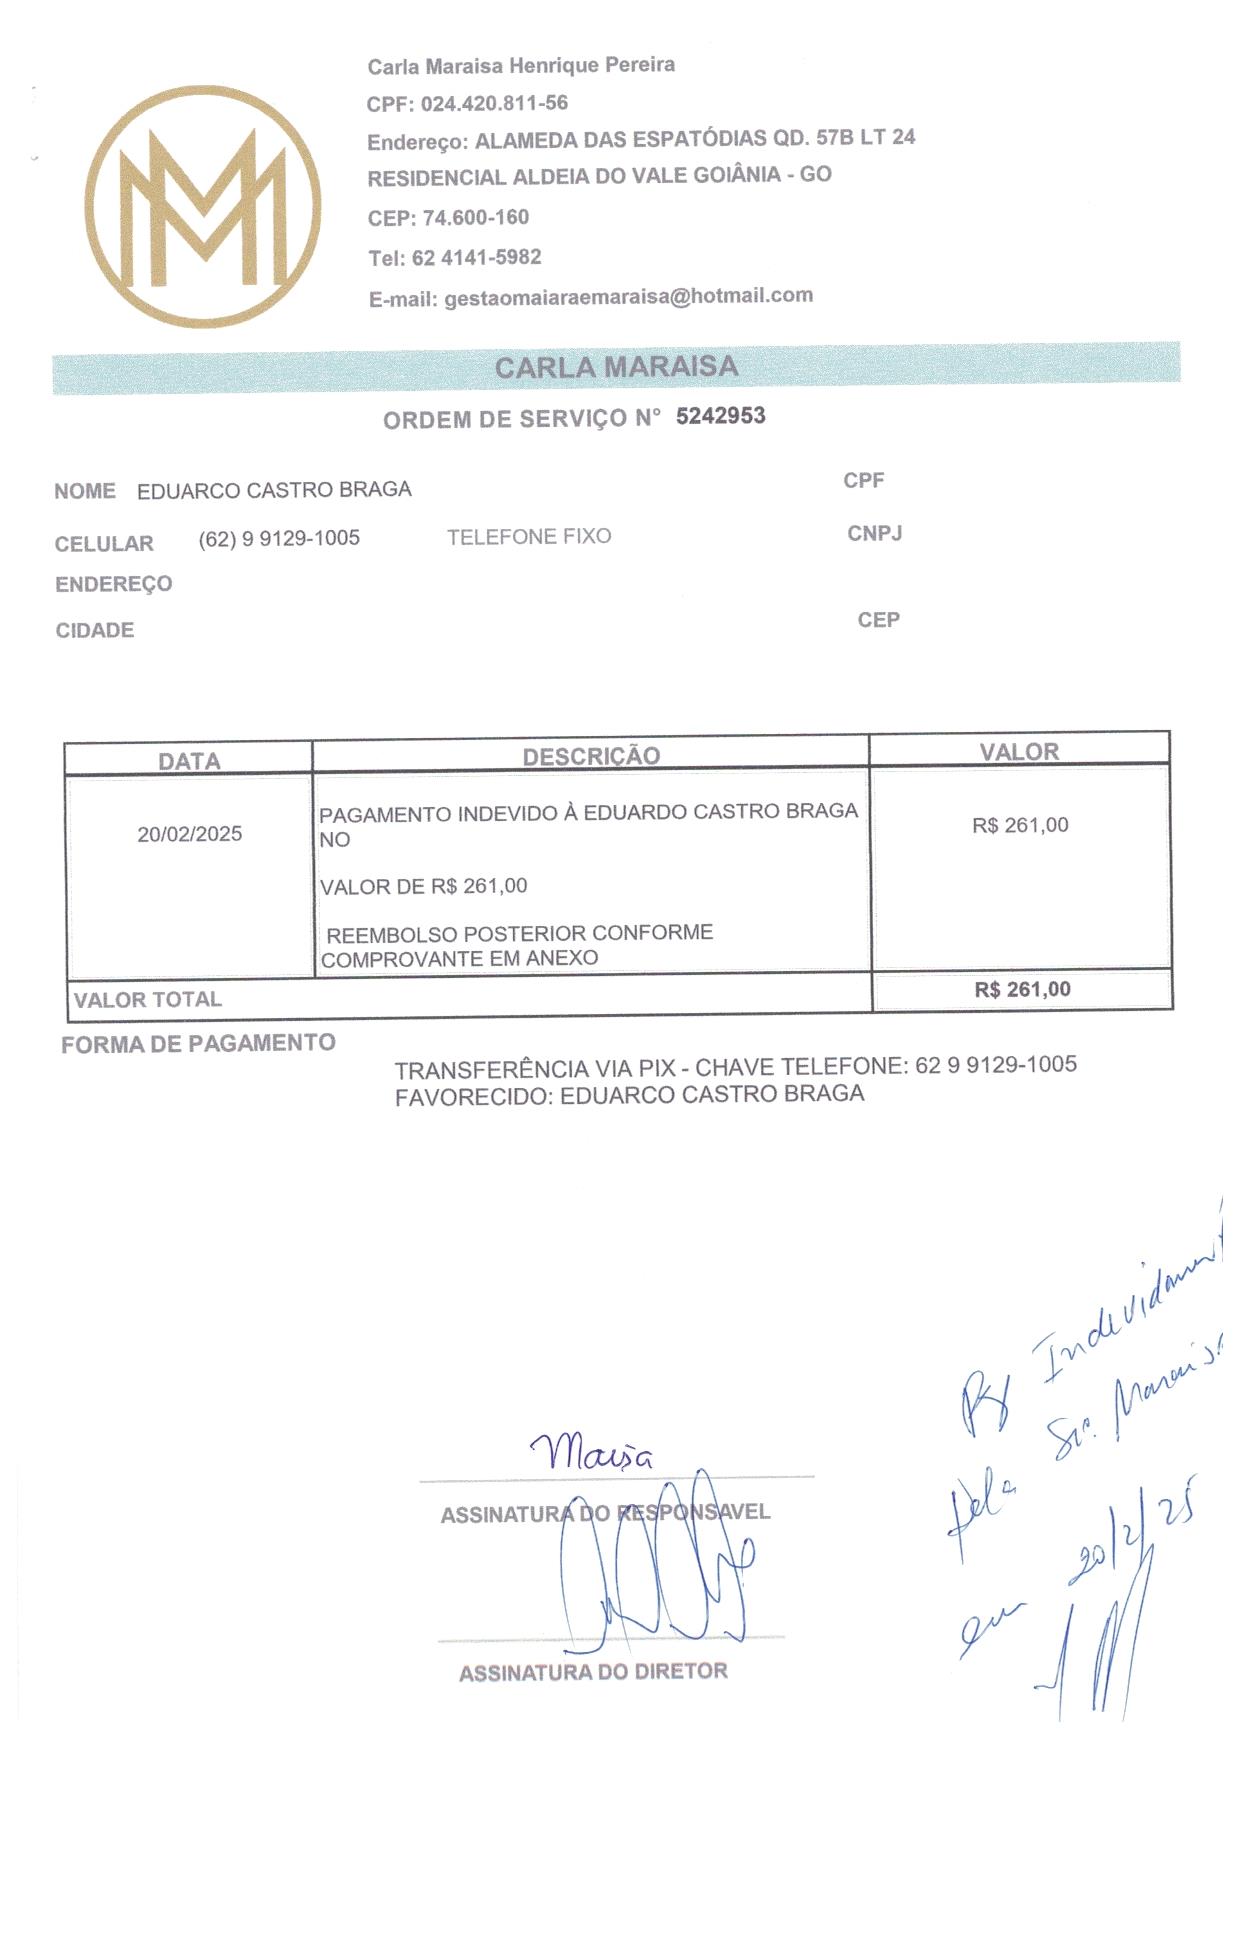 Carla Maraisa Henrique Pereira
CPF: 024.420.811-56
Endereço: ALAMEDA DAS ESPATÓDIAS QD. 57B LT 24
RESIDENCIAL ALDEIA DO VALE GOIÂNIA - GO
CEP: 74.600-160
Tel: 62 4141-5982
E-mail: gestaomaiaraemaraisa@hotmail.com
CARLA MARAISA
ORDEM DE SERVIÇO N° 5242953
NOME EDUARCO CASTRO BRAGA CPF
CELULAR (62) 9 9129-1005 TELEFONE FIXO CNPJ
ENDEREÇO
CIDADE CEP
DATA DESCRIÇÃO VALOR
20/02/2025 PAGAMENTO INDEVIDO À EDUARDO CASTRO BRAGA R$ 261,00
NO
VALOR DE R$ 261,00
REEMBOLSO POSTERIOR CONFORME
COMPROVANTE EM ANEXO
VALOR TOTAL R$ 261,00
FORMA DE PAGAMENTO
TRANSFERÊNCIA VIA PIX - CHAVE TELEFONE: 62 9 9129-1005
FAVORECIDO: EDUARCO CASTRO BRAGA
Indevidament
pela Sra. Marais
em 20/2/25
Maisa
ASSINATURA DO RESPONSAVEL
ASSINATURA DO DIRETOR